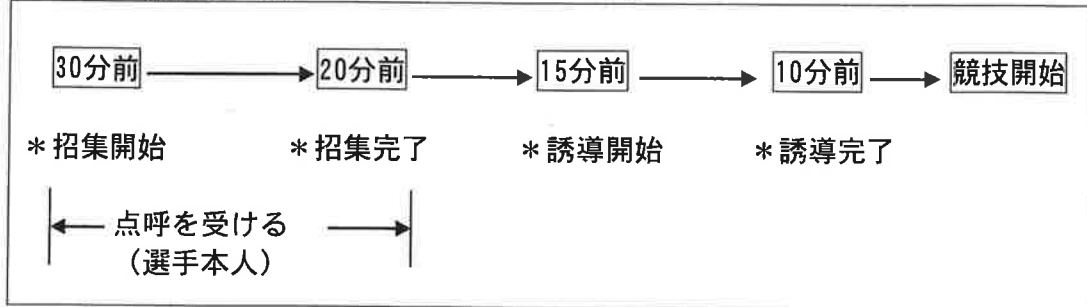 30分前 20分前 15分前 10分前 競技開始
＊招集開始 ＊招集完了 ＊誘導開始 ＊誘導完了
点呼を受ける
（選手本人）